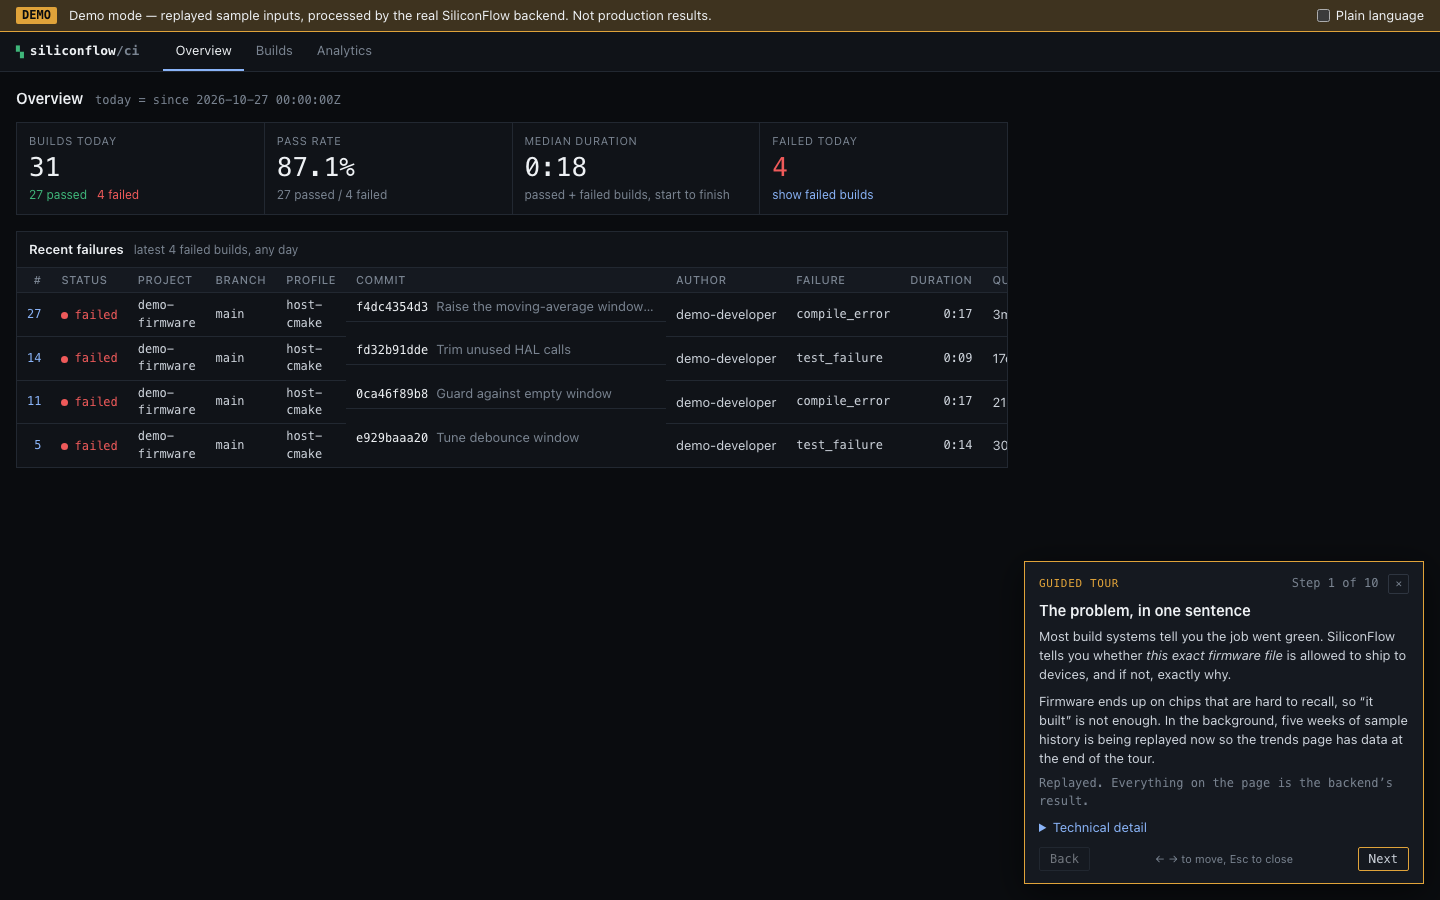 DEMO Demo mode — replayed sample inputs, processed by the real SiliconFlow backend. Not production results. Plain language
siliconflow/ci Overview Builds Analytics
Overview today = since 2026-10-27 00:00:00Z
BUILDS TODAY PASS RATE MEDIAN DURATION FAILED TODAY
31 87.1% 0:18 4
27 passed 4 failed 27 passed / 4 failed passed + failed builds, start to finish show failed builds
Recent failures latest 4 failed builds, any day
# STATUS PROJECT BRANCH PROFILE COMMIT AUTHOR FAILURE DURATION
27 failed demo-firmware main host-cmake f4dc4354d3 Raise the moving-average window… demo-developer compile_error 0:17
14 failed demo-firmware main host-cmake fd32b91dde Trim unused HAL calls demo-developer test_failure 0:09
11 failed demo-firmware main host-cmake 0ca46f89b8 Guard against empty window demo-developer compile_error 0:17
5 failed demo-firmware main host-cmake e929baaa20 Tune debounce window demo-developer test_failure 0:14
GUIDED TOUR Step 1 of 10 ×
The problem, in one sentence
Most build systems tell you the job went green. SiliconFlow
tells you whether this exact firmware file is allowed to ship to
devices, and if not, exactly why.
Firmware ends up on chips that are hard to recall, so “it
built” is not enough. In the background, five weeks of sample
history is being replayed now so the trends page has data at
the end of the tour.
Replayed. Everything on the page is the backend’s
result.
▶ Technical detail
Back ← → to move, Esc to close Next